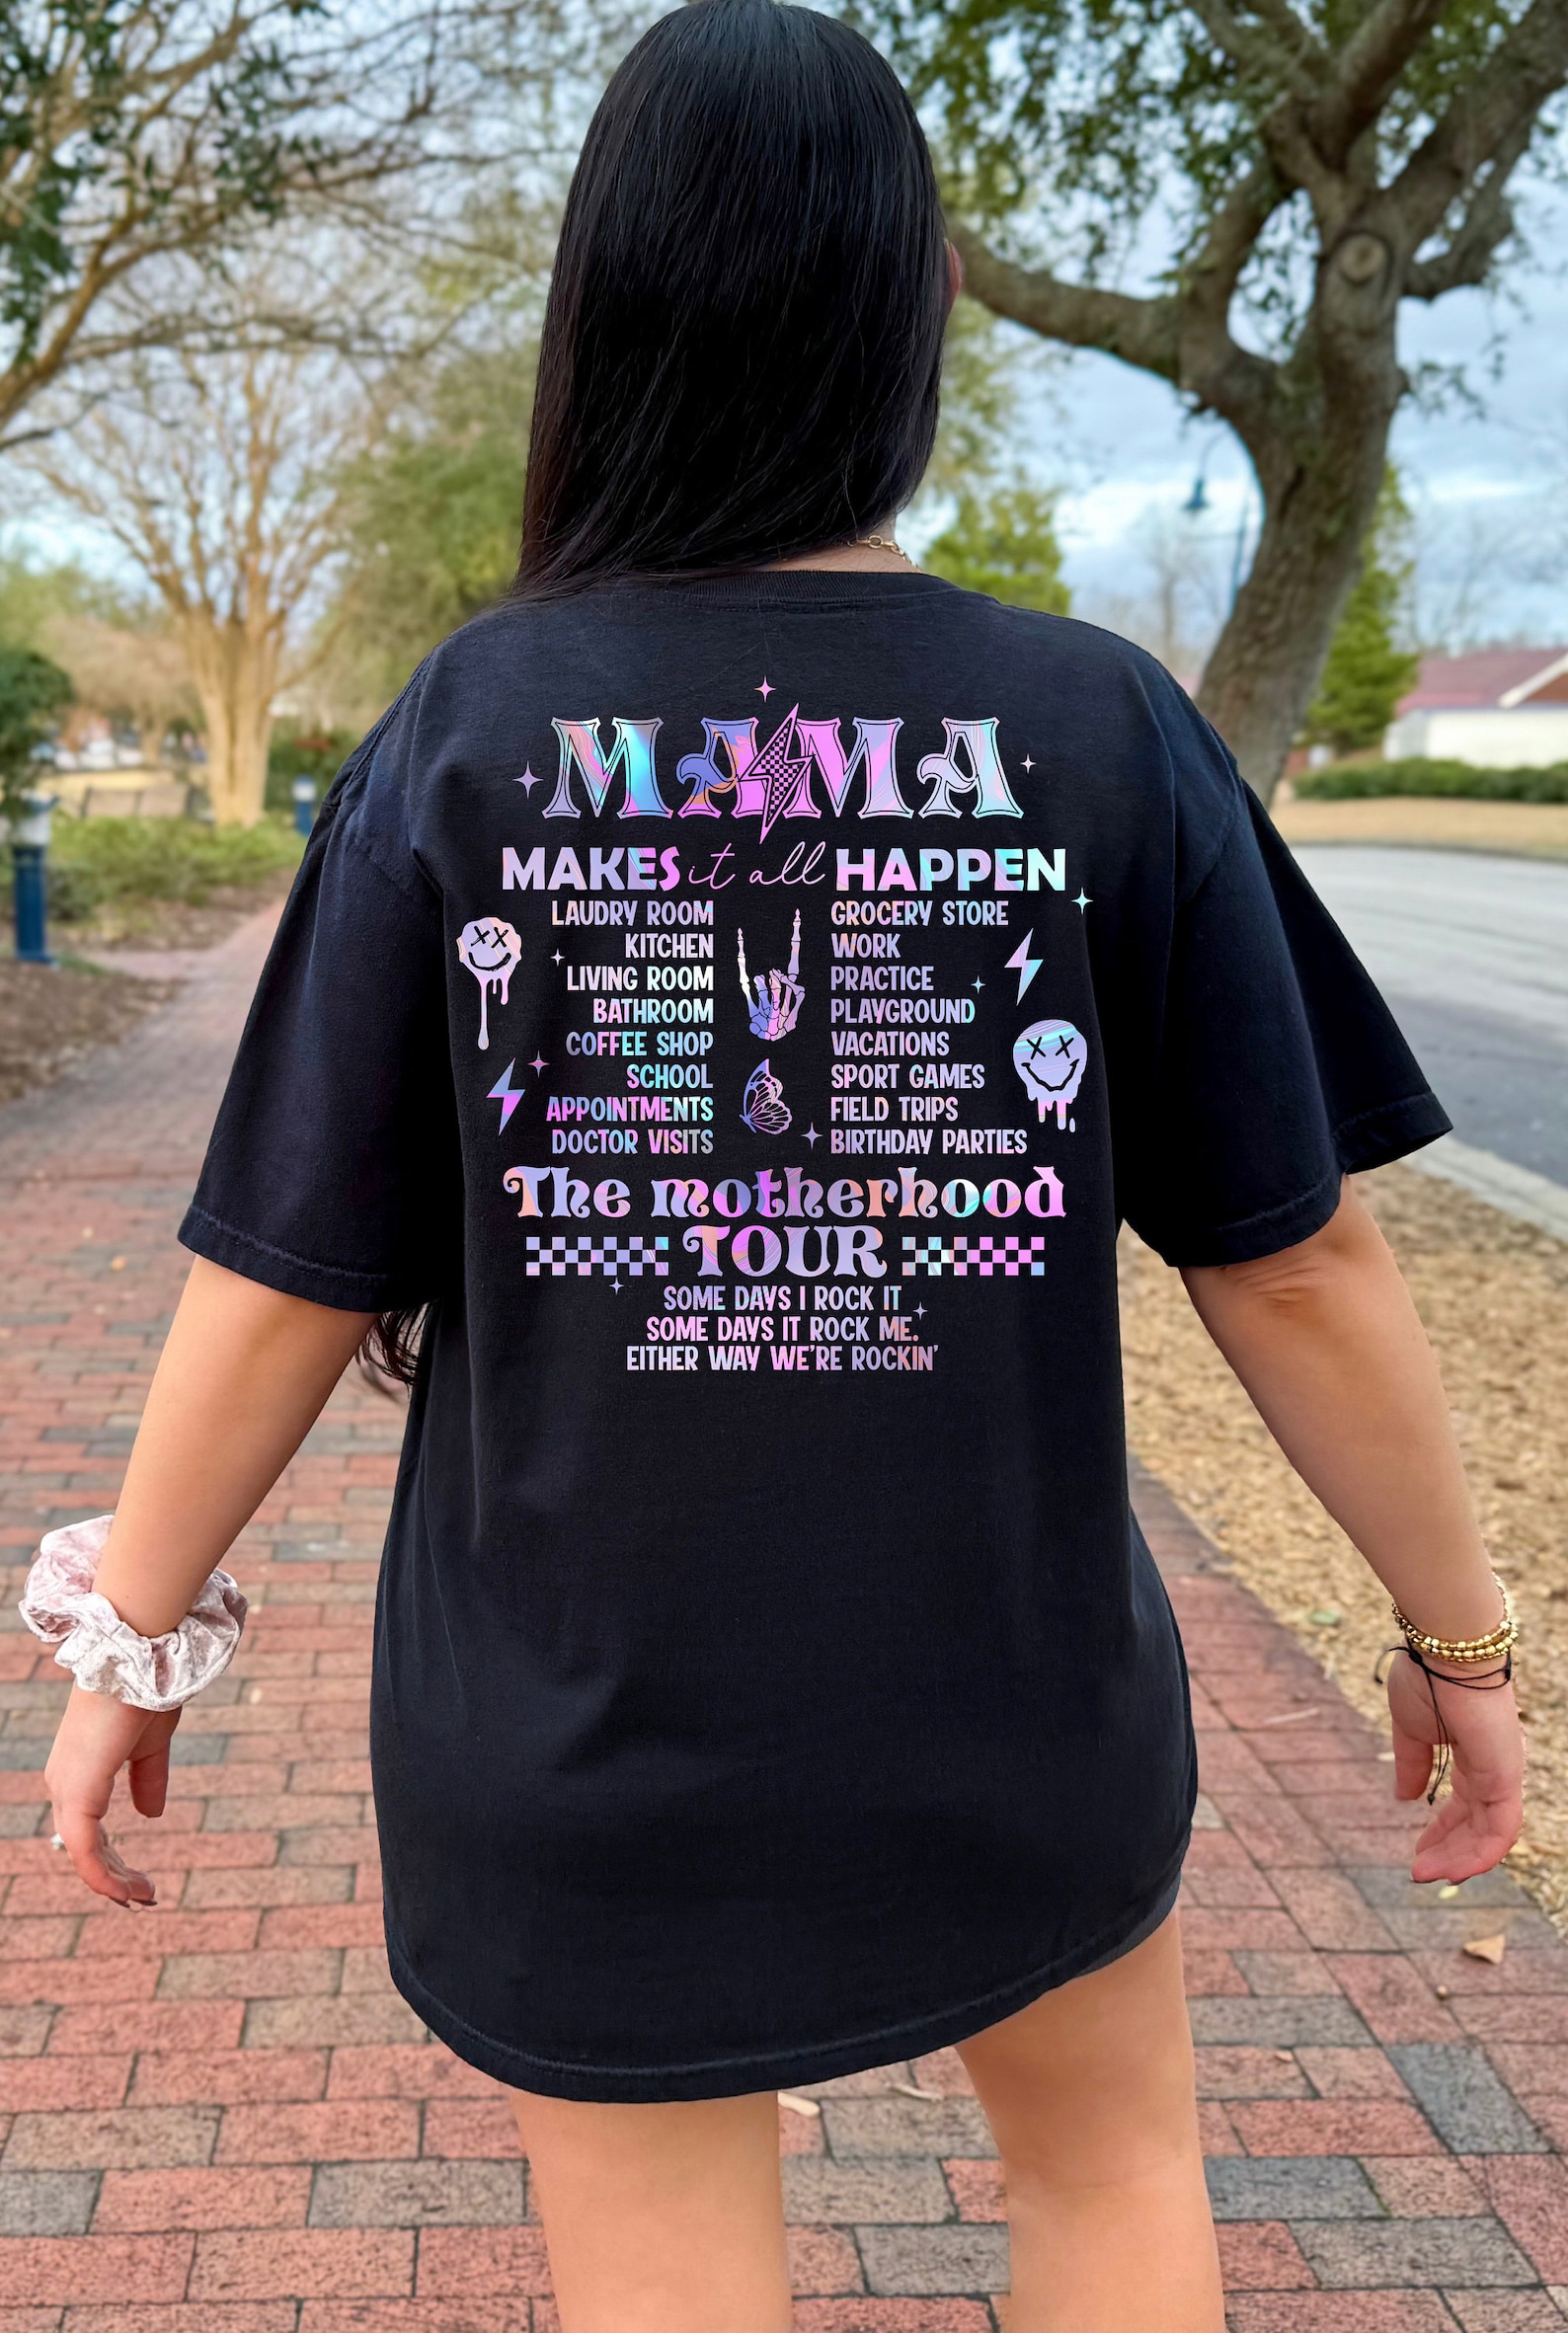 MAMA
MAKES it all HAPPEN
LAUDRY ROOM
KITCHEN
LIVING ROOM
BATHROOM
COFFEE SHOP
SCHOOL
APPOINTMENTS
DOCTOR VISITS
GROCERY STORE
WORK
PRACTICE
PLAYGROUND
VACATIONS
SPORT GAMES
FIELD TRIPS
BIRTHDAY PARTIES
The motherhood
TOUR
SOME DAYS I ROCK IT
SOME DAYS IT ROCK ME.
EITHER WAY WE'RE ROCKIN'